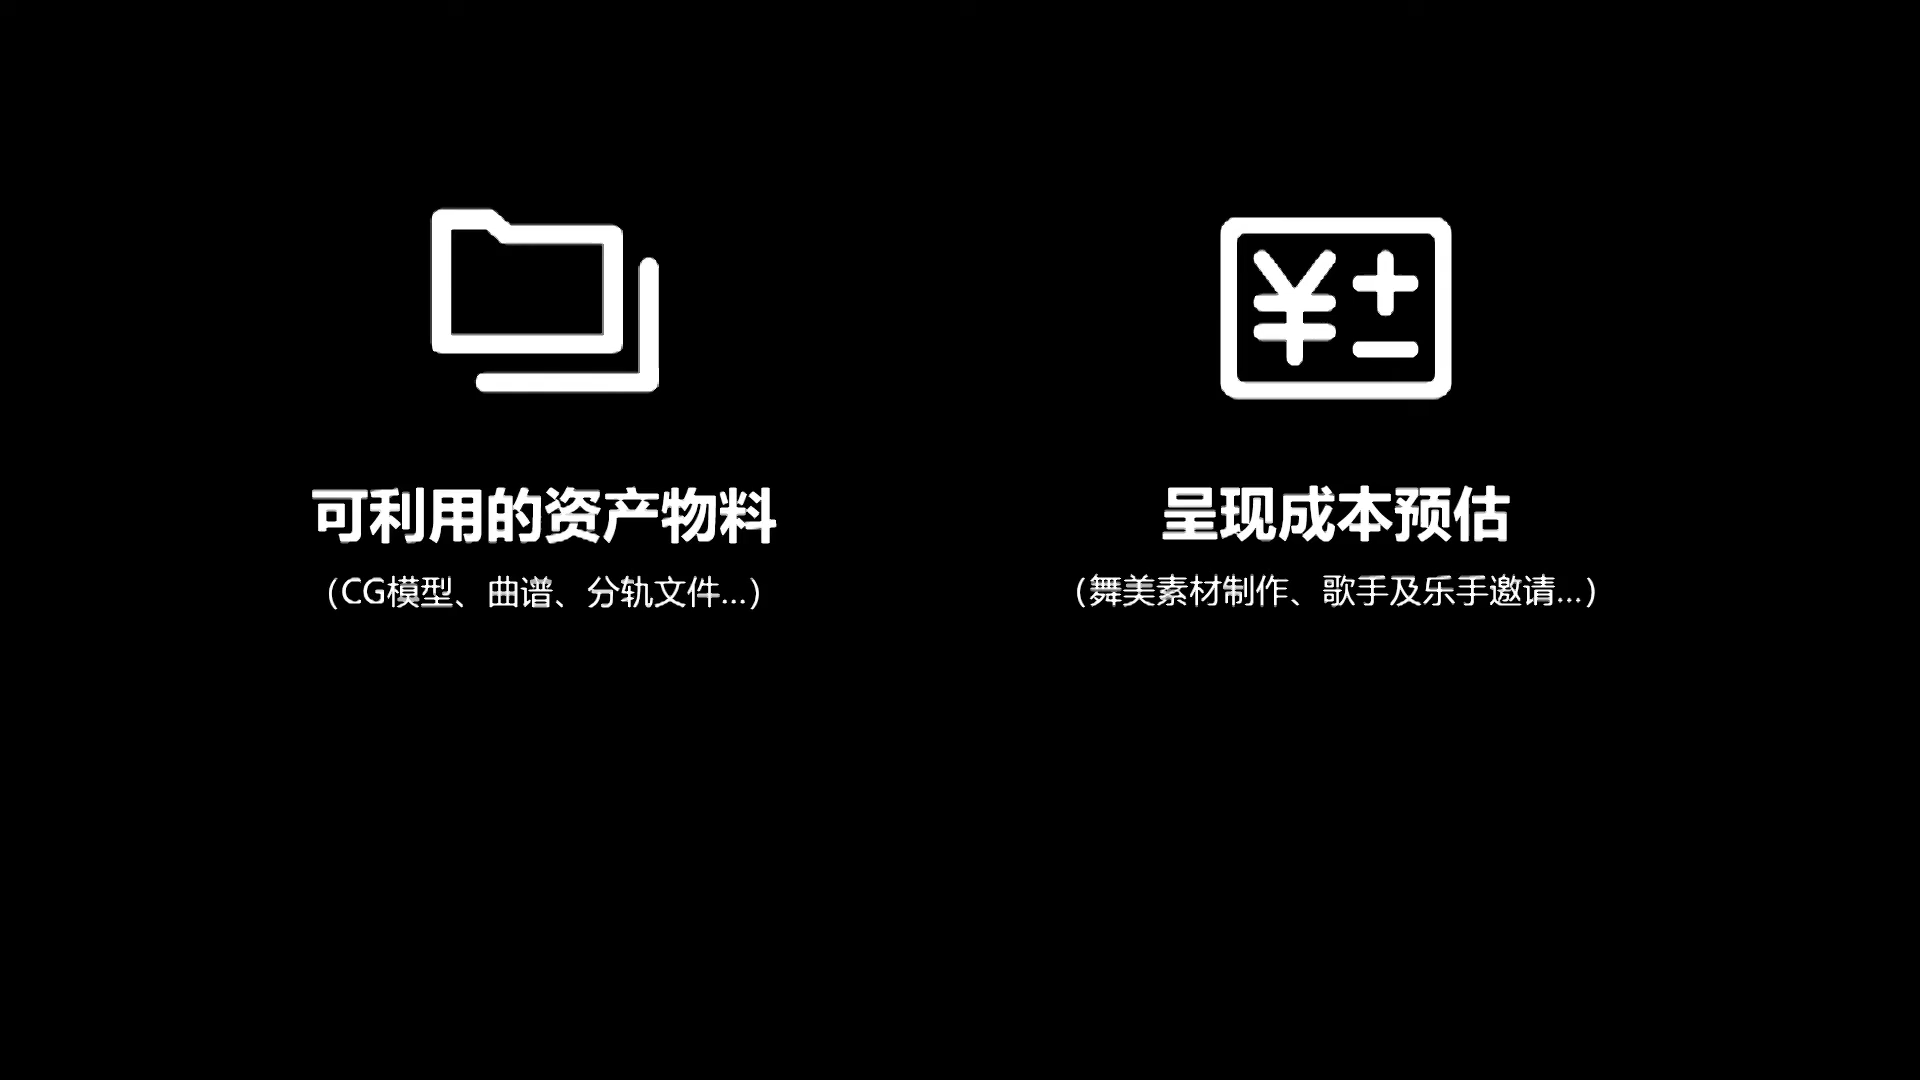 ¥±
可利用的资产物料
（CG模型、曲谱、分轨文件...）
呈现成本预估
（舞美素材制作、歌手及乐手邀请...）